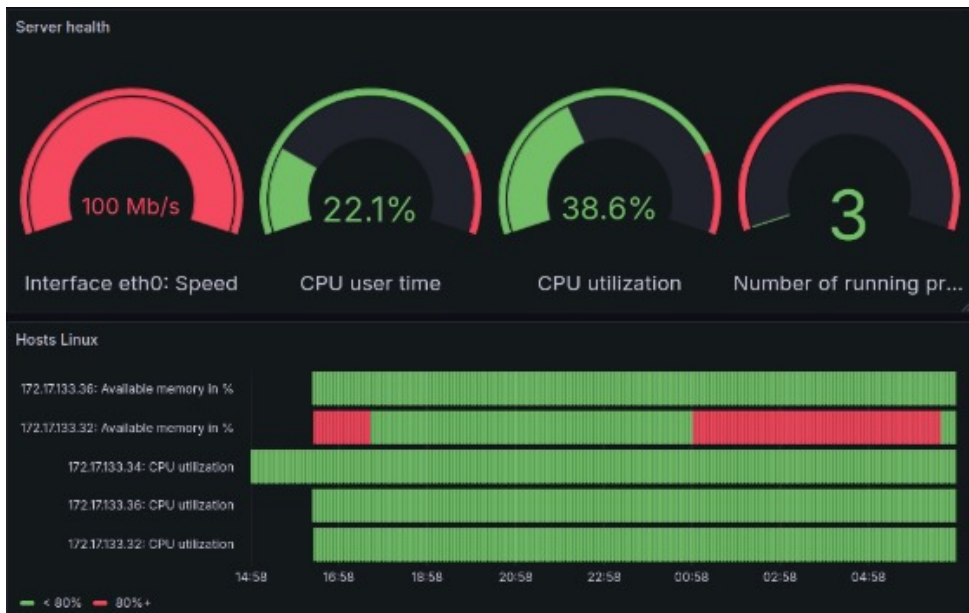 Server health
100 Mb/s
22.1%
38.6%
3
Interface eth0: Speed
CPU user time
CPU utilization
Number of running pr...
Hosts Linux
172.17.133.36: Available memory in %
172.17.133.32: Available memory in %
172.17.133.34: CPU utilization
172.17.133.36: CPU utilization
172.17.133.32: CPU utilization
14:58 16:58 18:58 20:58 22:58 00:58 02:58 04:58
< 80% 80%+